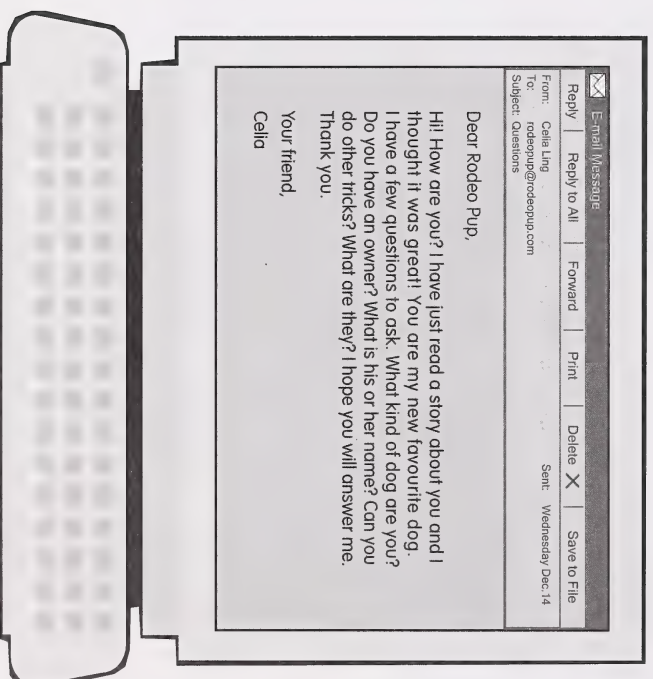 E-mail Message
Reply | Reply to All | Forward | Print | Delete X | Save to File
From: Celia Ling Sent: Wednesday Dec.14
To: rodeopup@rodeopup.com
Subject: Questions
Dear Rodeo Pup,
Hi! How are you? I have just read a story about you and I
thought it was great! You are my new favourite dog.
I have a few questions to ask. What kind of dog are you?
Do you have an owner? What is his or her name? Can you
do other tricks? What are they? I hope you will answer me.
Thank you.
Your friend,
Celia